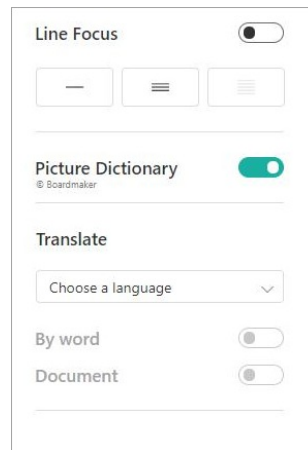 Line Focus
Picture Dictionary
© Boardmaker
Translate
Choose a language
By word
Document